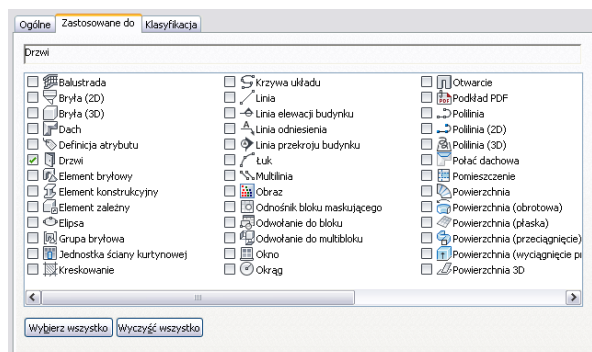 Ogólne Zastosowane do Klasyfikacja
Drzwi
Balustrada
Bryła (2D)
Bryła (3D)
Dach
Definicja atrybutu
Drzwi
Element bryłowy
Element konstrukcyjny
Element zależny
Elipsa
Grupa bryłowa
Jednostka ściany kurtynowej
Kreskowanie
Krzywa układu
Linia
Linia elewacji budynku
Linia odniesienia
Linia przekroju budynku
Łuk
Multilinia
Obraz
Odnośnik bloku maskującego
Odwołanie do bloku
Odwołanie do multibloku
Okno
Okrąg
Otwarcie
Podkład PDF
Polilinia
Polilinia (2D)
Polilinia (3D)
Połać dachowa
Pomieszczenie
Powierzchnia
Powierzchnia (obrotowa)
Powierzchnia (płaska)
Powierzchnia (przeciągnięcie)
Powierzchnia (wyciągnięcie
Powierzchnia 3D
Wybierz wszystko Wyczyść wszystko